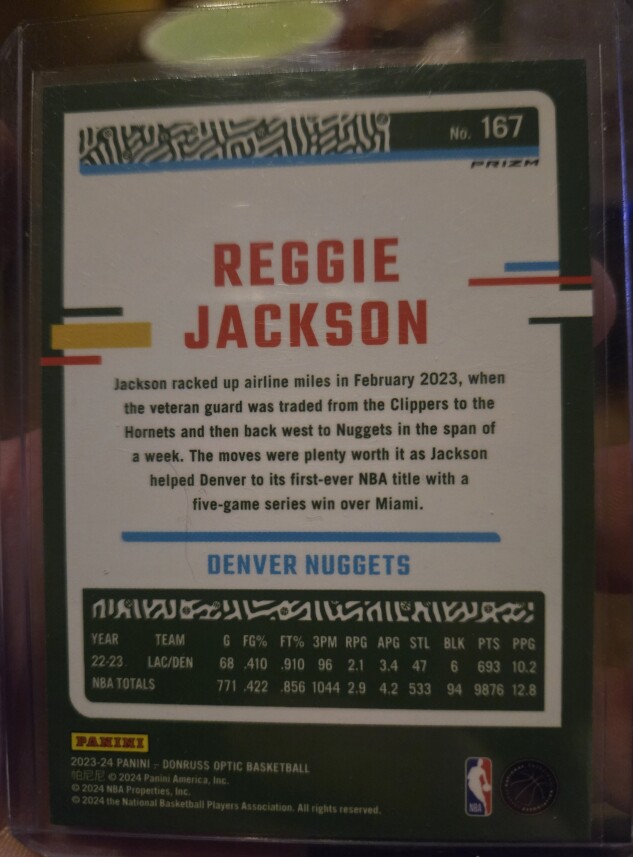 No. 167
PRIZM
REGGIE
JACKSON
Jackson racked up airline miles in February 2023, when
the veteran guard was traded from the Clippers to the
Hornets and then back west to Nuggets in the span of
a week. The moves were plenty worth it as Jackson
helped Denver to its first-ever NBA title with a
five-game series win over Miami.
DENVER NUGGETS
YEAR TEAM G FG% FT% 3PM RPG APG STL BLK PTS PPG
22-23 LAC/DEN 68 .410 .910 96 2.1 3.4 47 6 693 10.2
NBA TOTALS 771 .422 .856 1044 2.9 4.2 533 94 9876 12.8
PANINI
2023-24 PANINI - DONRUSS OPTIC BASKETBALL
帕尼尼 © 2024 Panini America, Inc.
© 2024 NBA Properties, Inc.
© 2024 the National Basketball Players Association. All rights reserved.
NBA